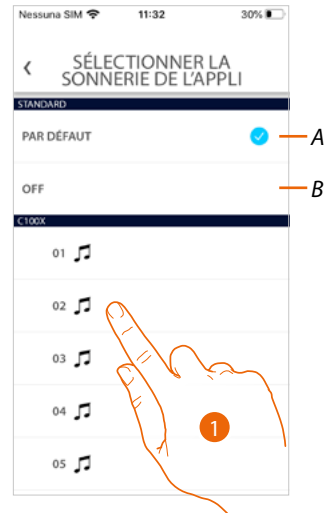 Nessuna SIM 11:32 30%
SÉLECTIONNER LA
SONNERIE DE L'APPLI
STANDARD
PAR DÉFAUT A
OFF B
C100X
01
02
03
04
05
1